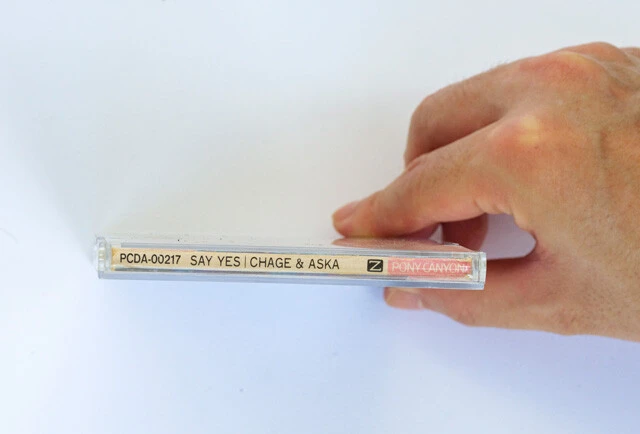 PCDA-00217 SAY YES | CHAGE & ASKA Z PONY CANYON